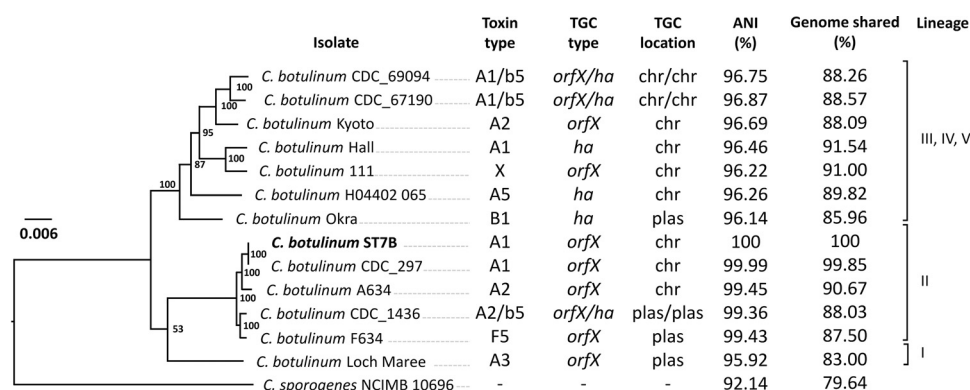 Isolate Toxin type TGC type TGC location ANI (%) Genome shared (%) Lineage
C. botulinum CDC_69094 A1/b5 orfX/ha chr/chr 96.75 88.26
100
C. botulinum CDC_67190 A1/b5 orfX/ha chr/chr 96.87 88.57
100
C. botulinum Kyoto A2 orfX chr 96.69 88.09
95
C. botulinum Hall A1 ha chr 96.46 91.54
III, IV, V
100
87
C. botulinum 111 X orfX chr 96.22 91.00
100
C. botulinum H04402 065 A5 ha chr 96.26 89.82
C. botulinum Okra B1 ha plas 96.14 85.96
0.006
C. botulinum ST7B A1 orfX chr 100 100
100
C. botulinum CDC_297 A1 orfX chr 99.99 99.85
100
II
C. botulinum A634 A2 orfX chr 99.45 90.67
100
C. botulinum CDC_1436 A2/b5 orfX/ha plas/plas 99.36 88.03
100
53
C. botulinum F634 F5 orfX plas 99.43 87.50
I
C. botulinum Loch Maree A3 orfX plas 95.92 83.00
C. sporogenes NCIMB 10696 - - - 92.14 79.64